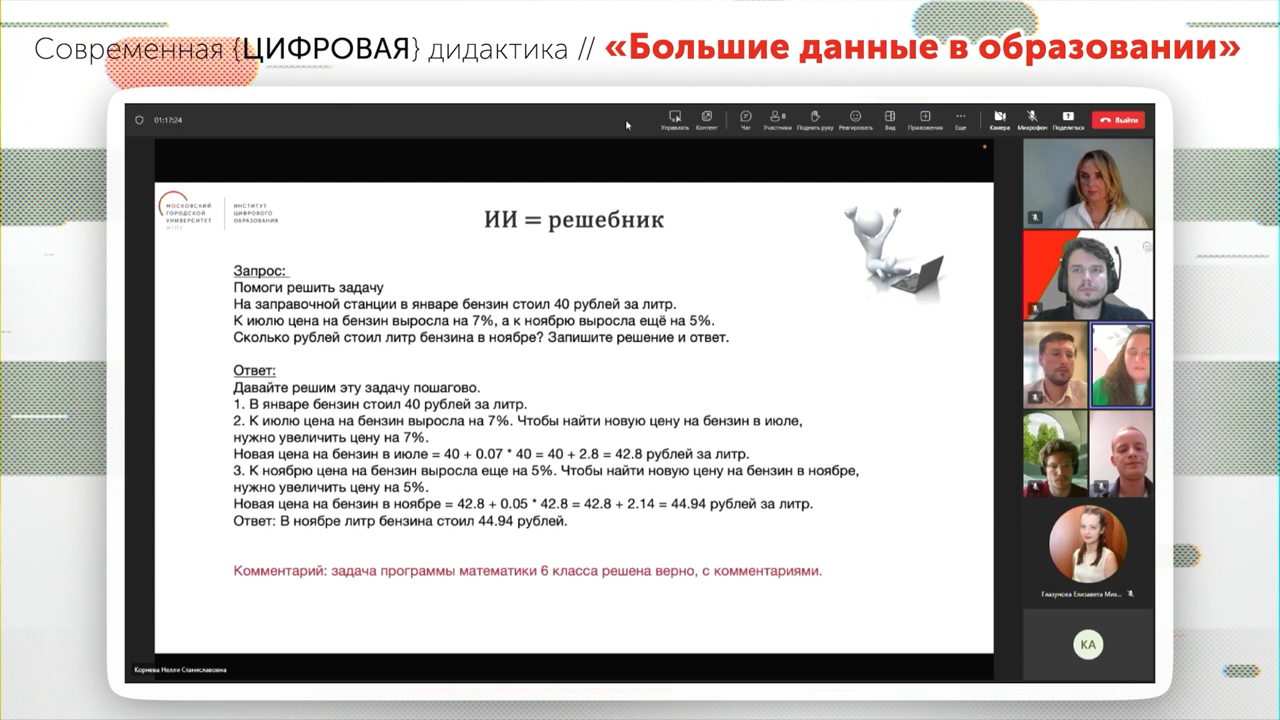 Современная {ЦИФРОВАЯ} дидактика // «Большие данные в образовании»
01:17:24
Управлять Контент Чат Участники 8 Поднять руку Реагировать Вид Приложения Еще Камера Микрофон Поделиться Выйти
МОСКОВСКИЙ
ГОРОДСКОЙ
УНИВЕРСИТЕТ
МГПУ
ИНСТИТУТ
ЦИФРОВОГО
ОБРАЗОВАНИЯ
ИИ = решебник
Запрос:
Помоги решить задачу
На заправочной станции в январе бензин стоил 40 рублей за литр.
К июлю цена на бензин выросла на 7%, а к ноябрю выросла ещё на 5%.
Сколько рублей стоил литр бензина в ноябре? Запишите решение и ответ.
Ответ:
Давайте решим эту задачу пошагово.
1. В январе бензин стоил 40 рублей за литр.
2. К июлю цена на бензин выросла на 7%. Чтобы найти новую цену на бензин в июле,
нужно увеличить цену на 7%.
Новая цена на бензин в июле = 40 + 0.07 * 40 = 40 + 2.8 = 42.8 рублей за литр.
3. К ноябрю цена на бензин выросла еще на 5%. Чтобы найти новую цену на бензин в ноябре,
нужно увеличить цену на 5%.
Новая цена на бензин в ноябре = 42.8 + 0.05 * 42.8 = 42.8 + 2.14 = 44.94 рублей за литр.
Ответ: В ноябре литр бензина стоил 44.94 рублей.
Комментарий: задача программы математики 6 класса решена верно, с комментариями.
Глазунова Елизавета Мих...
КА
Корнева Нелли Станиславовна